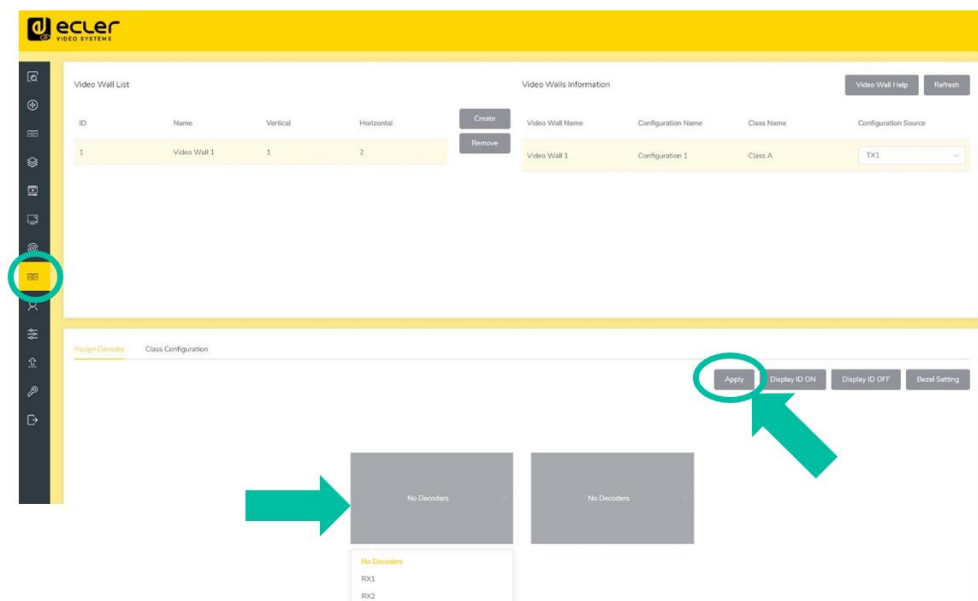 ecler
VIDEO SYSTEMS
Video Wall List
ID Name Vertical Horizontal
1 Video Wall 1 1 2
Create
Remove
Video Walls Information
Video Wall Help Refresh
Video Wall Name Configuration Name Class Name Configuration Source
Video Wall 1 Configuration 1 Class A TX1
Assign Decoder Class Configuration
Apply Display ID ON Display ID OFF Bezel Setting
No Decoders No Decoders
No Decoders
RX1
RX2